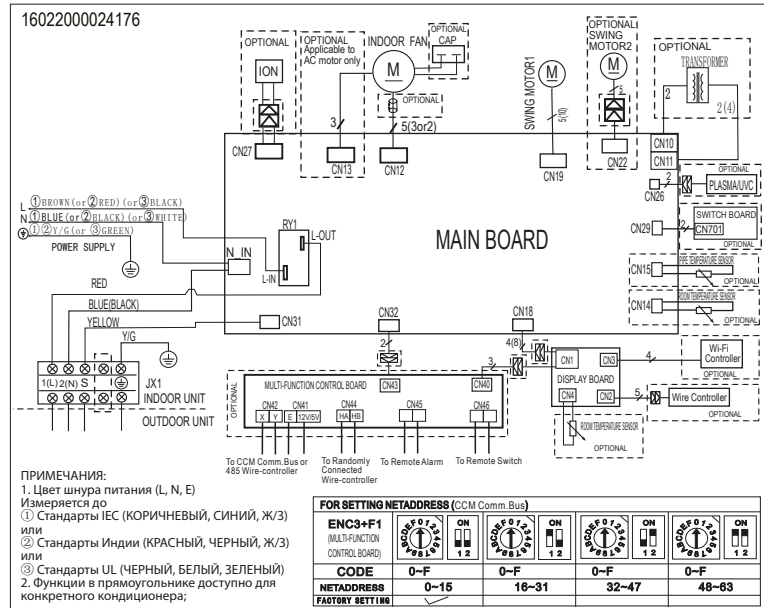 16022000024176
OPTIONAL
ION
CN27
OPTIONAL
Applicable to
AC motor only
3
CN13
INDOOR FAN
M
OPTIONAL
CAP
OPTIONAL
5(3or2)
CN12
SWING MOTOR1
M
5(10)
CN19
OPTIONAL
SWING
MOTOR2
M
5
CN22
OPTIONAL
TRANSFORMER
2
2(4)
CN10
CN11
OPTIONAL
2
CN26
PLASMA/UVC
SWITCH BOARD
CN29
2
CN701
OPTIONAL
PIPE TEMPERATURE SENSOR
CN15
OPTIONAL
ROOM TEMPERATURE SENSOR
CN14
OPTIONAL
MAIN BOARD
L ①BROWN(or②RED)(or③BLACK)
N ①BLUE(or②BLACK)(or③WHITE)
①②Y/G(or ③GREEN)
POWER SUPPLY
N_IN
RY1
L-OUT
L-IN
RED
BLUE(BLACK)
YELLOW
CN31
Y/G
1(L) 2(N) S
JX1
INDOOR UNIT
OUTDOOR UNIT
CN32
2
CN18
4(8)
3
OPTIONAL
MULTI-FUNCTION CONTROL BOARD
CN43
CN40
CN42
CN41
CN44
CN45
CN46
X Y E 12V/5V HA HB
To CCM Comm.Bus or
485 Wire-controller
To Randomly
Connected
Wire-controller
To Remote Alarm
To Remote Switch
CN1
CN3
DISPLAY BOARD
CN4
CN2
4
Wi-Fi
Controller
OPTIONAL
5
Wire Controller
OPTIONAL
ROOM TEMPERATURE SENSOR
OPTIONAL
ПРИМЕЧАНИЯ:
1. Цвет шнура питания (L, N, E)
Измеряется до
① Стандарты IEC (КОРИЧНЕВЫЙ, СИНИЙ, Ж/З)
или
② Стандарты Индии (КРАСНЫЙ, ЧЕРНЫЙ, Ж/З)
или
③ Стандарты UL (ЧЕРНЫЙ, БЕЛЫЙ, ЗЕЛЕНЫЙ)
2. Функции в прямоугольнике доступно для
конкретного кондиционера;
FOR SETTING NETADDRESS (CCM Comm.Bus)
ENC3+F1
(MULTI-FUNCTION
CONTROL BOARD)
0123456789ABCDEF ON 1 2
0123456789ABCDEF ON 1 2
0123456789ABCDEF ON 1 2
0123456789ABCDEF ON 1 2
CODE 0~F 0~F 0~F 0~F
NETADDRESS 0~15 16~31 32~47 48~63
FACTORY SETTING